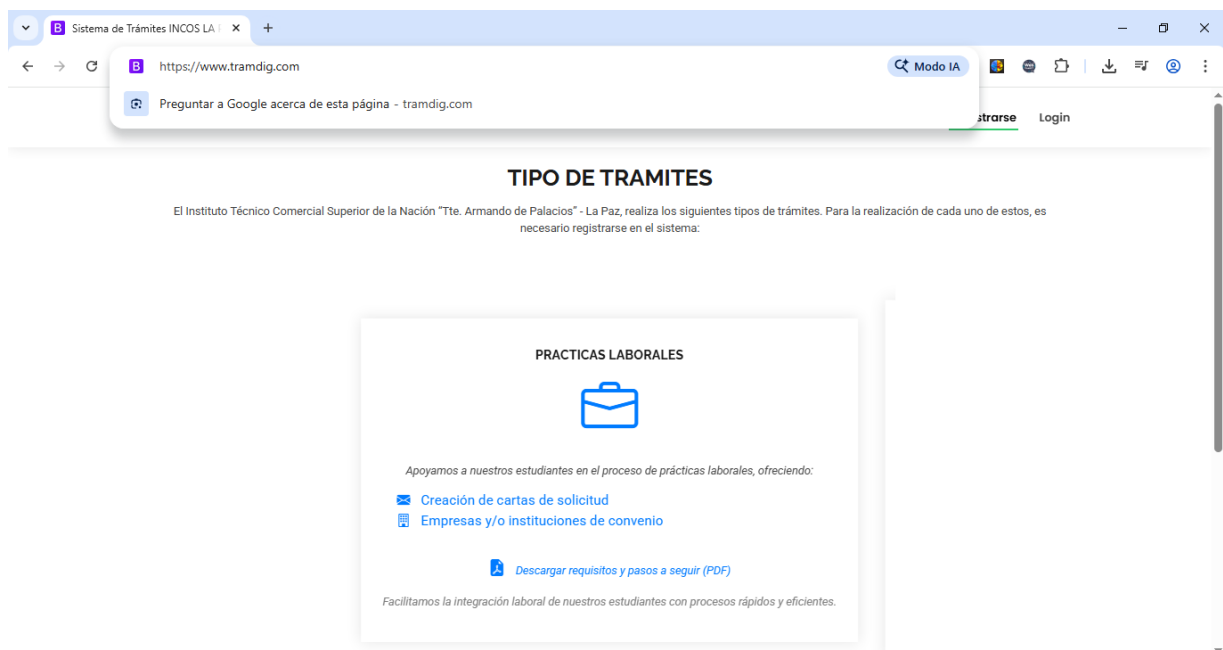 Sistema de Trámites INCOS LA
https://www.tramdig.com
Modo IA
Preguntar a Google acerca de esta página - tramdig.com
Login
TIPO DE TRAMITES
El Instituto Técnico Comercial Superior de la Nación "Tte. Armando de Palacios" - La Paz, realiza los siguientes tipos de trámites. Para la realización de cada uno de estos, es
necesario registrarse en el sistema:
PRACTICAS LABORALES
Apoyamos a nuestros estudiantes en el proceso de prácticas laborales, ofreciendo:
Creación de cartas de solicitud
Empresas y/o instituciones de convenio
Descargar requisitos y pasos a seguir (PDF)
Facilitamos la integración laboral de nuestros estudiantes con procesos rápidos y eficientes.